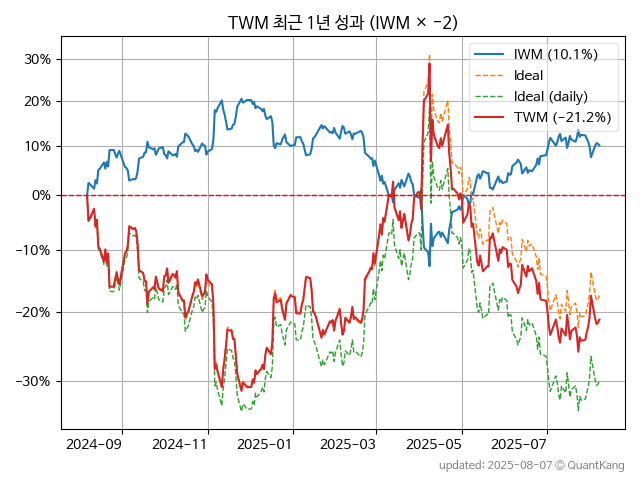 TWM 최근 1년 성과 (IWM × −2)
IWM (10.1%)
Ideal
Ideal (daily)
TWM (−21.2%)
30%
20%
10%
0%
−10%
−20%
−30%
2024-09 2024-11 2025-01 2025-03 2025-05 2025-07
updated: 2025-08-07 © QuantKang